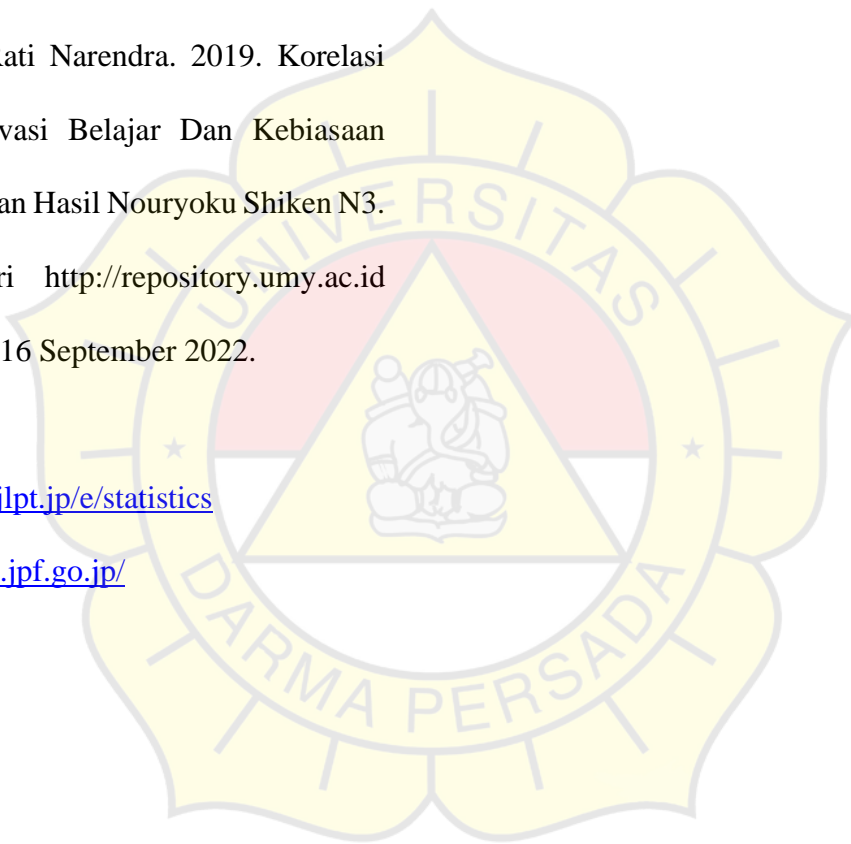 Rati Narendra. 2019. Korelasi
vasi Belajar Dan Kebiasaan
an Hasil Nouryoku Shiken N3.
ri http://repository.umy.ac.id
16 September 2022.
jlpt.jp/e/statistics
.jpf.go.jp/
UNIVERSITAS
DARMA PERSADA